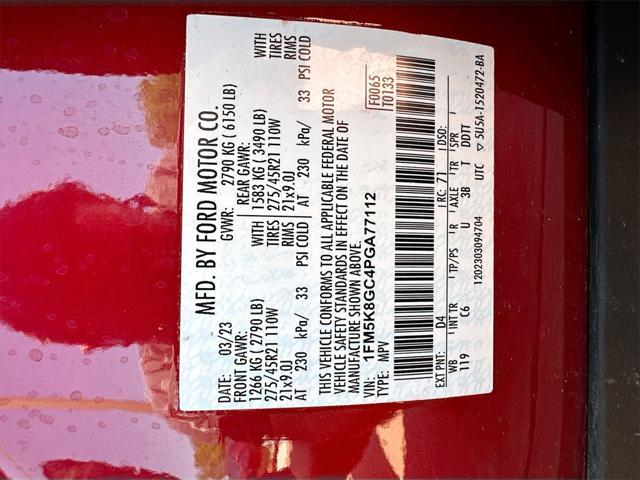 MFD. BY FORD MOTOR CO.
DATE: 03/23 GVWR: 2790 KG ( 6150 LB)
FRONT GAWR: REAR GAWR:
1266 KG ( 2790 LB) WITH 1583 KG ( 3490 LB) WITH
275/45R21 110W TIRES 275/45R21 110W TIRES
21x9.0J RIMS 21x9.0J RIMS
AT 230 kPa/ 33 PSI COLD AT 230 kPa/ 33 PSI COLD
THIS VEHICLE CONFORMS TO ALL APPLICABLE FEDERAL MOTOR
VEHICLE SAFETY STANDARDS IN EFFECT ON THE DATE OF
MANUFACTURE SHOWN ABOVE.
VIN: 1FM5K8GC4PGA77112
TYPE: MPV
F0065
T0133
EXT PNT: D4 RC: 71 DSO:
WB INT TR TP/PS R AXLE TR SPR
119 C6 U 3B T DDTT
1202303094704 UTC ▽ 5U5A-1520472-BA